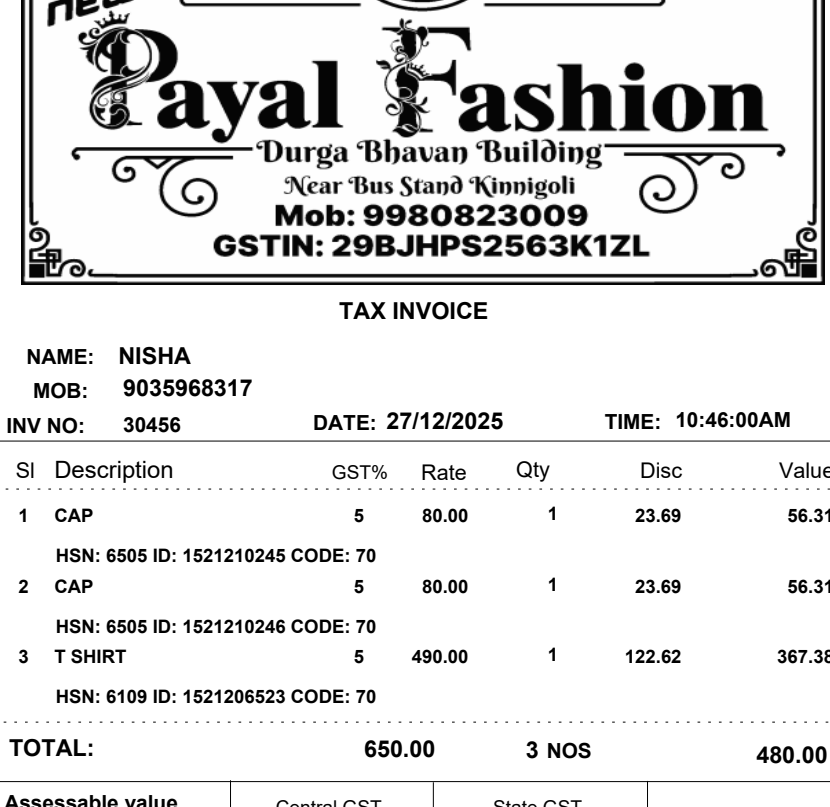 new
Payal Fashion
Durga Bhavan Building
Near Bus Stand Kinnigoli
Mob: 9980823009
GSTIN: 29BJHPS2563K1ZL
TAX INVOICE
NAME: NISHA
MOB: 9035968317
INV NO: 30456 DATE: 27/12/2025 TIME: 10:46:00AM
Sl Description GST% Rate Qty Disc Value
1 CAP 5 80.00 1 23.69 56.31
HSN: 6505 ID: 1521210245 CODE: 70
2 CAP 5 80.00 1 23.69 56.31
HSN: 6505 ID: 1521210246 CODE: 70
3 T SHIRT 5 490.00 1 122.62 367.38
HSN: 6109 ID: 1521206523 CODE: 70
TOTAL: 650.00 3 NOS 480.00
Assessable value Central GST State GST